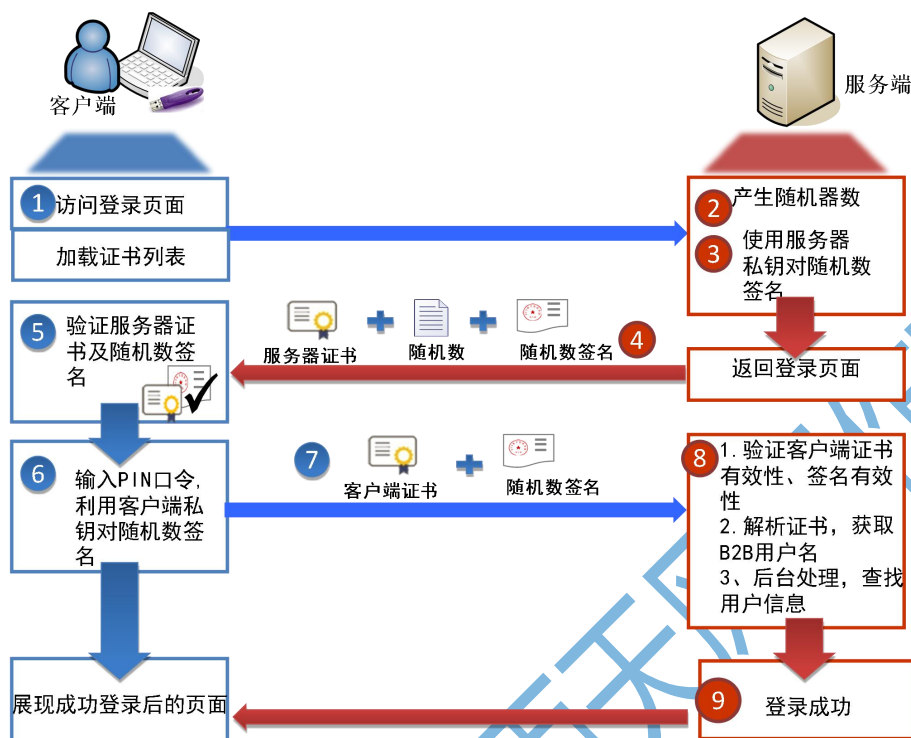 客户端
服务端
1
访问登录页面
加载证书列表
2
产生随机器数
3
使用服务器
私钥对随机数
签名
服务器证书
随机数
随机数签名
4
返回登录页面
5
验证服务器证
书及随机数签
名
6
输入PIN口令,
利用客户端私
钥对随机数签
名
7
客户端证书
随机数签名
8
1. 验证客户端证书
有效性、签名有效
性
2. 解析证书, 获取
B2B用户名
3、后台处理, 查找
用户信息
9
登录成功
展现成功登录后的页面